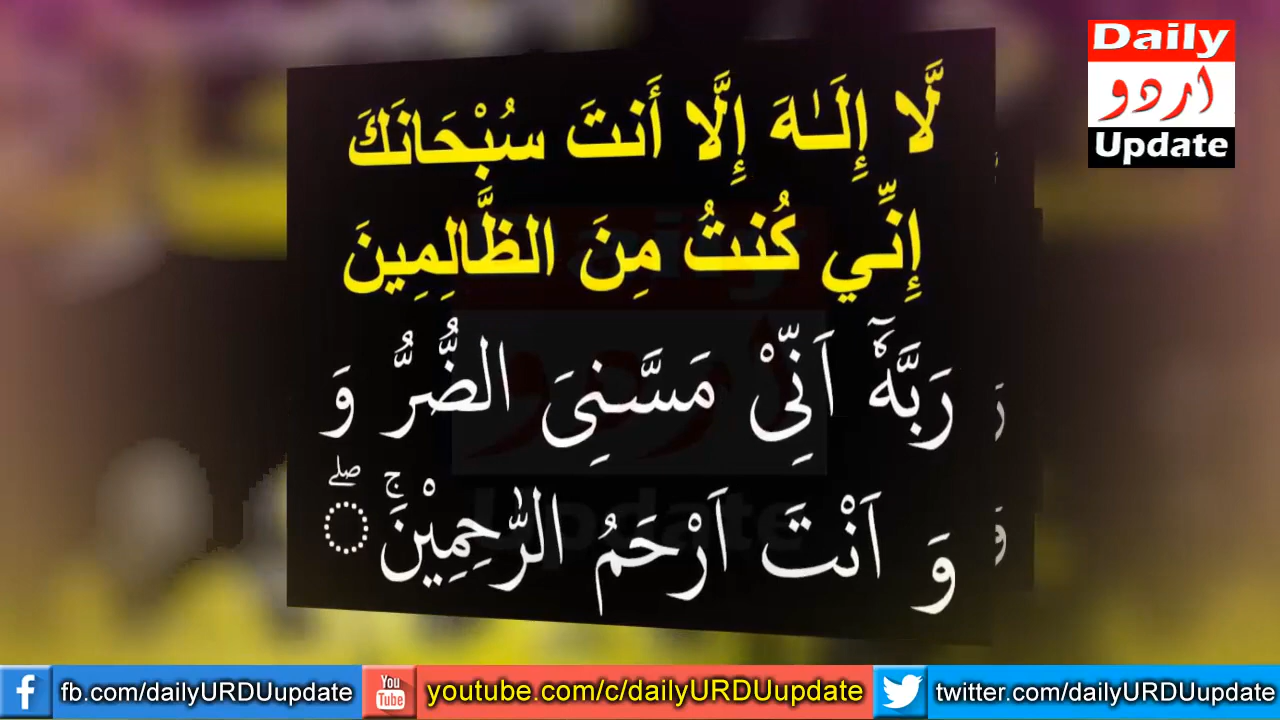 Daily
اردو
Update
لَّا إِلَـٰهَ إِلَّا أَنتَ سُبْحَانَكَ
إِنِّي كُنتُ مِنَ الظَّالِمِينَ
رَبَّهٗۤ اَنِّیْ مَسَّنِیَ الضُّرُّ وَ
وَ اَنْتَ اَرْحَمُ الرّٰحِمِیْنَۚۖ
fb.com/dailyURDUupdate
You Tube
youtube.com/c/dailyURDUupdate
twitter.com/dailyURDUupdate